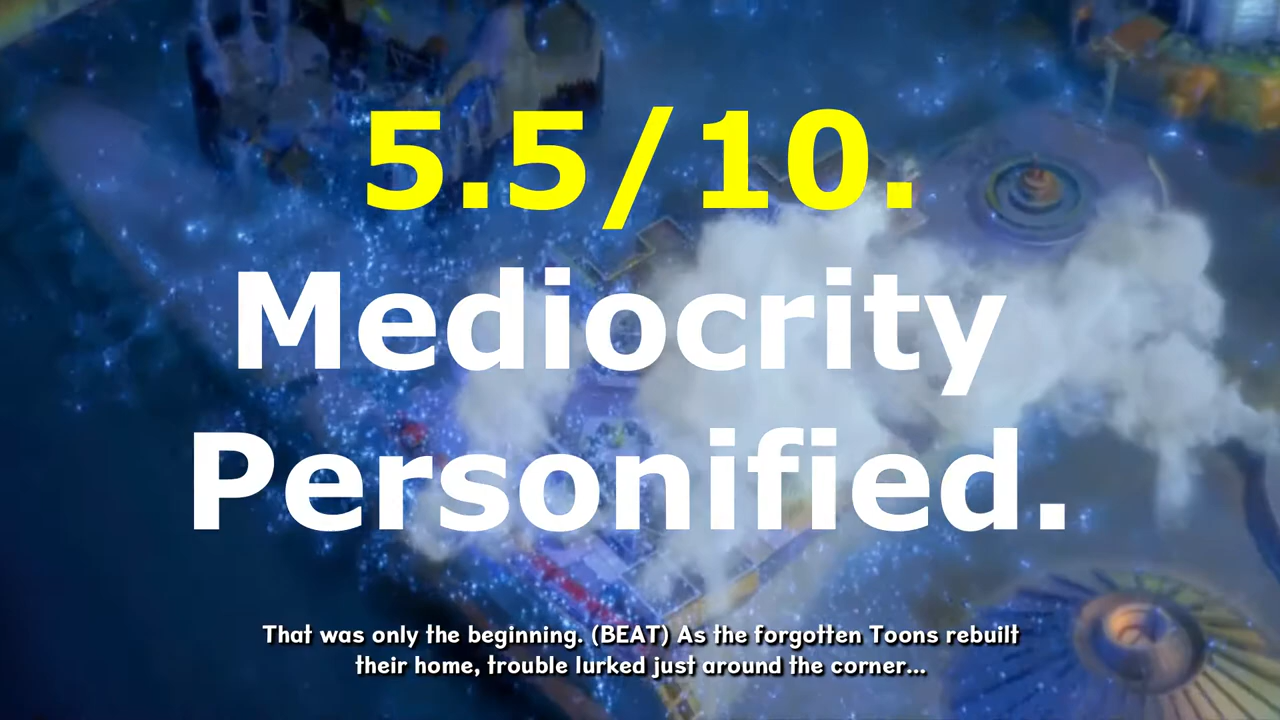 5.5/10.
Mediocrity
Personified.
That was only the beginning. (BEAT) As the forgotten Toons rebuilt
their home, trouble lurked just around the corner...